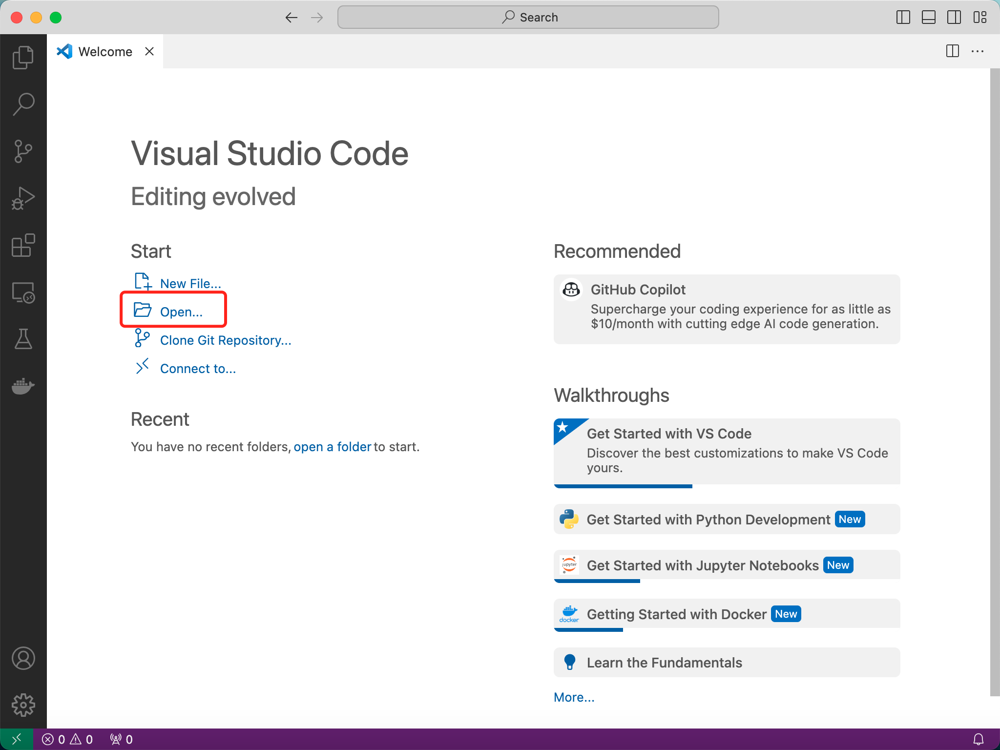 Search
Welcome
Visual Studio Code
Editing evolved
Start
New File...
Open...
Clone Git Repository...
Connect to...
Recent
You have no recent folders, open a folder to start.
Recommended
GitHub Copilot
Supercharge your coding experience for as little as
$10/month with cutting edge AI code generation.
Walkthroughs
Get Started with VS Code
Discover the best customizations to make VS Code
yours.
Get Started with Python Development New
jupyter
Get Started with Jupyter Notebooks New
docker
Getting Started with Docker New
Learn the Fundamentals
More...
0 0 0